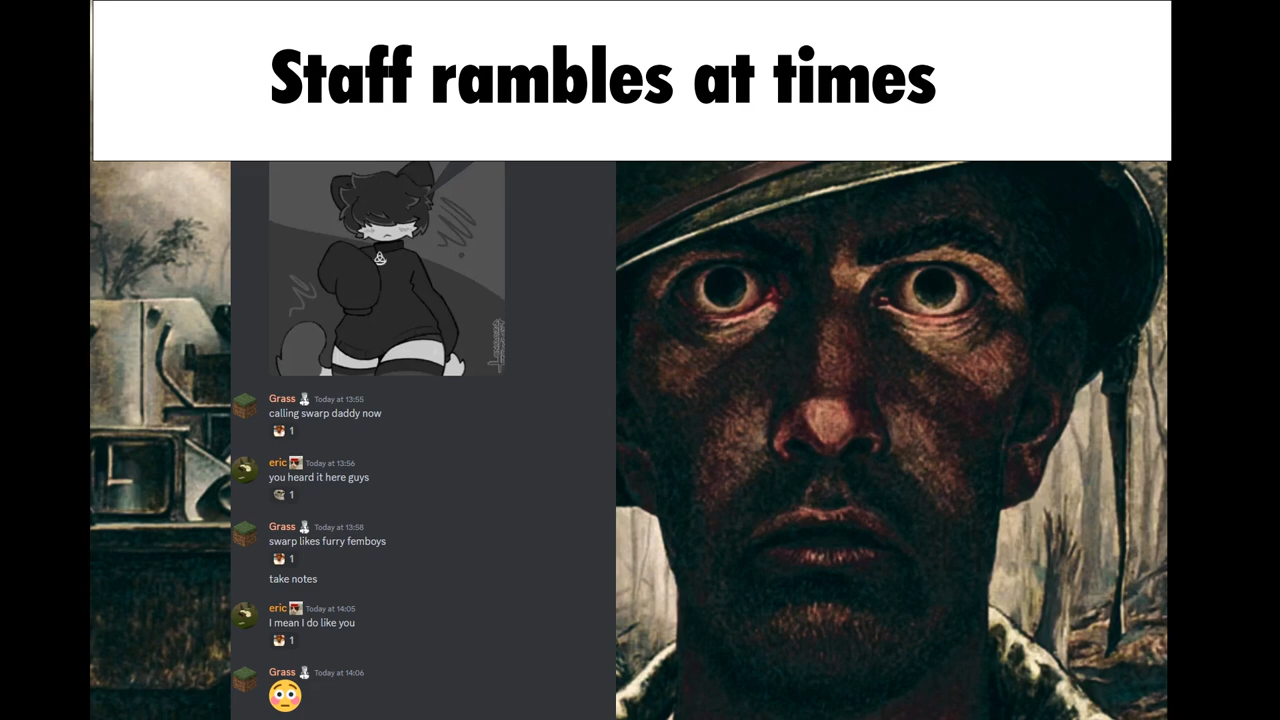 Staff rambles at times
Grass Today at 13:55
calling swarp daddy now
1
eric Today at 13:56
you heard it here guys
1
Grass Today at 13:58
swarp likes furry femboys
1
take notes
eric Today at 14:05
I mean I do like you
1
Grass Today at 14:06